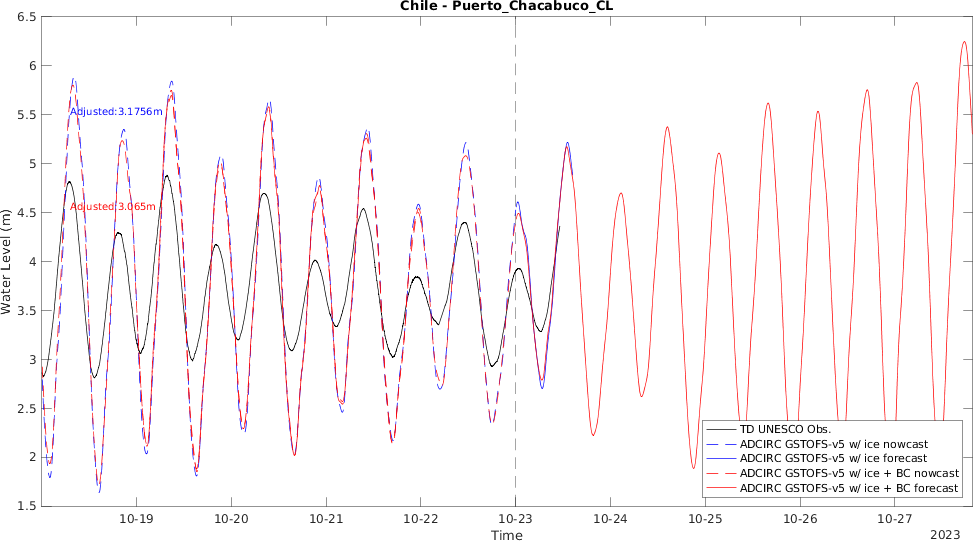 Chile - Puerto_Chacabuco_CL
6.5
6
5.5
5
4.5
4
3.5
3
2.5
2
1.5
Water Level (m)
Adjusted:3.1756m
Adjusted:3.065m
TD UNESCO Obs.
ADCIRC GSTOFS-v5 w/ ice nowcast
ADCIRC GSTOFS-v5 w/ ice forecast
ADCIRC GSTOFS-v5 w/ ice + BC nowcast
ADCIRC GSTOFS-v5 w/ ice + BC forecast
10-19 10-20 10-21 10-22 10-23 10-24 10-25 10-26 10-27
Time
2023